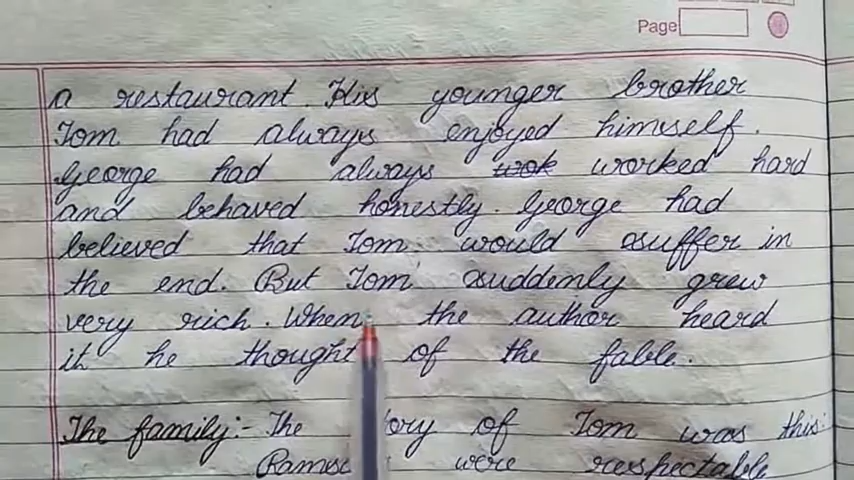 Page
a restaurant. His younger brother
Tom had always enjoyed himself.
George had always worked hard
and behaved honestly. George had
believed that Tom would suffer in
the end. But Tom suddenly grew
very rich. When the author heard
it he thought of the fable.
The family:- The of Tom was this:
were respectable